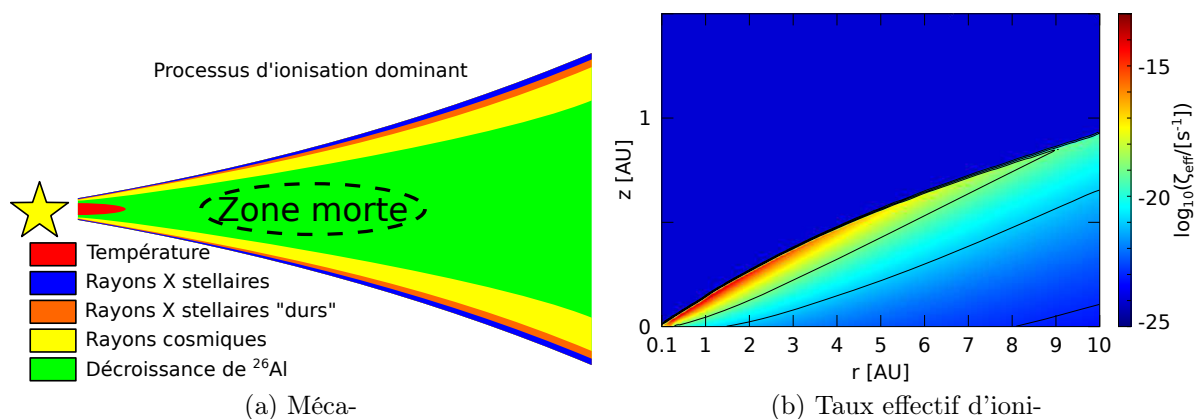 Processus d'ionisation dominant
Zone morte
Température
Rayons X stellaires
Rayons X stellaires "durs"
Rayons cosmiques
Décroissance de ²⁶Al
(a) Méca-
1
0
z [AU]
0.1 1 2 3 4 5 6 7 8 9 10
r [AU]
-15
-20
-25
log₁₀(ζeff/[s⁻¹])
(b) Taux effectif d'ioni-